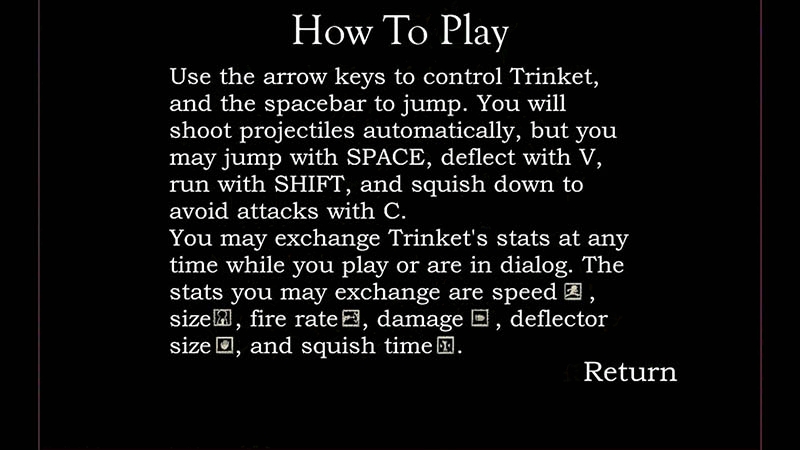 How To Play
Use the arrow keys to control Trinket,
and the spacebar to jump. You will
shoot projectiles automatically, but you
may jump with SPACE, deflect with V,
run with SHIFT, and squish down to
avoid attacks with C.
You may exchange Trinket's stats at any
time while you play or are in dialog. The
stats you may exchange are speed ,
size , fire rate , damage , deflector
size , and squish time .
Return